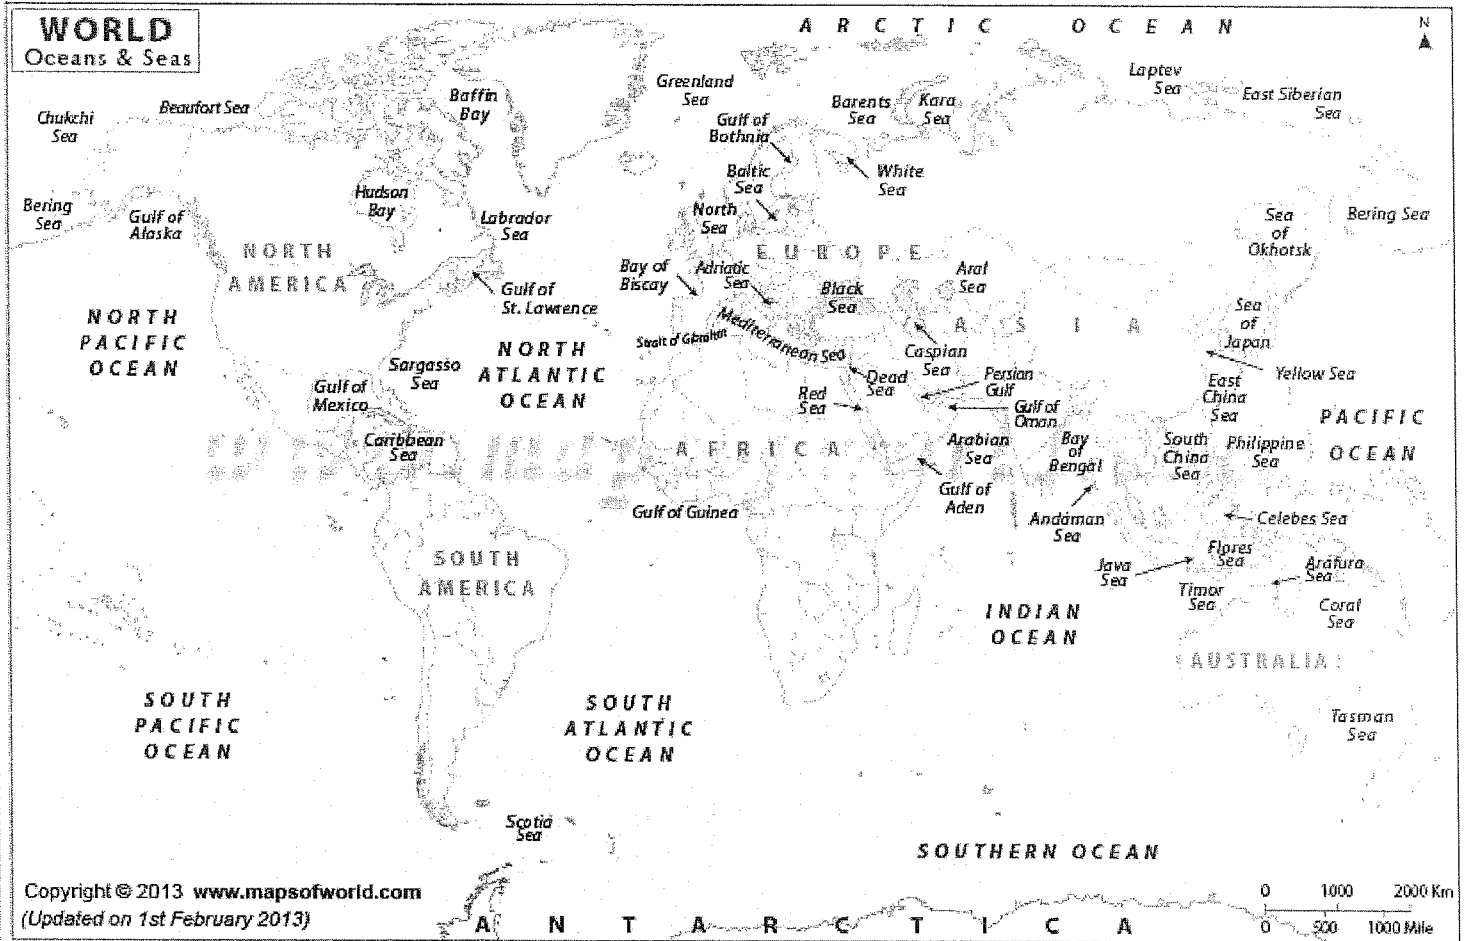 WORLD
Oceans & Seas
ARCTIC OCEAN
N
Chukchi
Sea
Beaufort Sea
Baffin
Bay
Greenland
Sea
Barents
Sea
Kara
Sea
Laptev
Sea
East Siberian
Sea
Gulf of
Bothnia
White
Sea
Baltic
Sea
Bering
Sea
Gulf of
Alaska
Hudson
Bay
Labrador
Sea
North
Sea
Sea
of
Okhotsk
Bering Sea
NORTH
AMERICA
EUROPE
Gulf of
St. Lawrence
Bay of
Biscay
Adriatic
Sea
Black
Sea
Aral
Sea
ASIA
NORTH
PACIFIC
OCEAN
Sea
of
Japan
Strait of Gibraltar
Mediterranean Sea
Caspian
Sea
Yellow Sea
NORTH
ATLANTIC
OCEAN
Sargasso
Sea
Gulf of
Mexico
Dead
Sea
Persian
Gulf
Red
Sea
Gulf of
Oman
East
China
Sea
PACIFIC
OCEAN
Caribbean
Sea
AFRICA
Arabian
Sea
Bay
of
Bengal
South
China
Sea
Philippine
Sea
Gulf of
Aden
Gulf of Guinea
Andaman
Sea
Celebes Sea
SOUTH
AMERICA
Java
Sea
Flores
Sea
Arafura
Sea
Timor
Sea
Coral
Sea
INDIAN
OCEAN
AUSTRALIA
SOUTH
PACIFIC
OCEAN
SOUTH
ATLANTIC
OCEAN
Tasman
Sea
Scotia
Sea
SOUTHERN OCEAN
Copyright © 2013 www.mapsofworld.com
(Updated on 1st February 2013)
0 1000 2000 Km
0 500 1000 Mile
ANTARCTICA